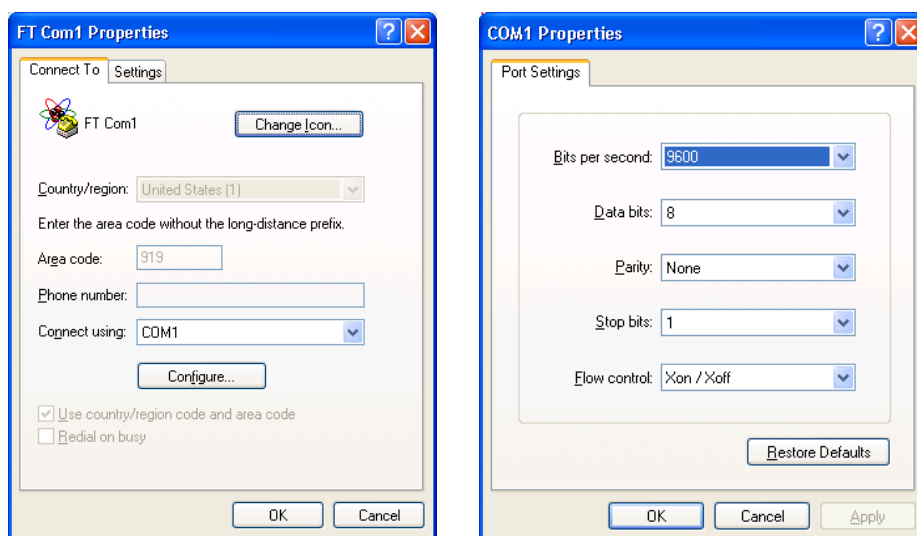 FT Com1 Properties
Connect To
Settings
FT Com1
Change Icon...
Country/region: United States (1)
Enter the area code without the long-distance prefix.
Area code: 919
Phone number:
Connect using: COM1
Configure...
Use country/region code and area code
Redial on busy
OK
Cancel
COM1 Properties
Port Settings
Bits per second: 9600
Data bits: 8
Parity: None
Stop bits: 1
Flow control: Xon / Xoff
Restore Defaults
OK
Cancel
Apply